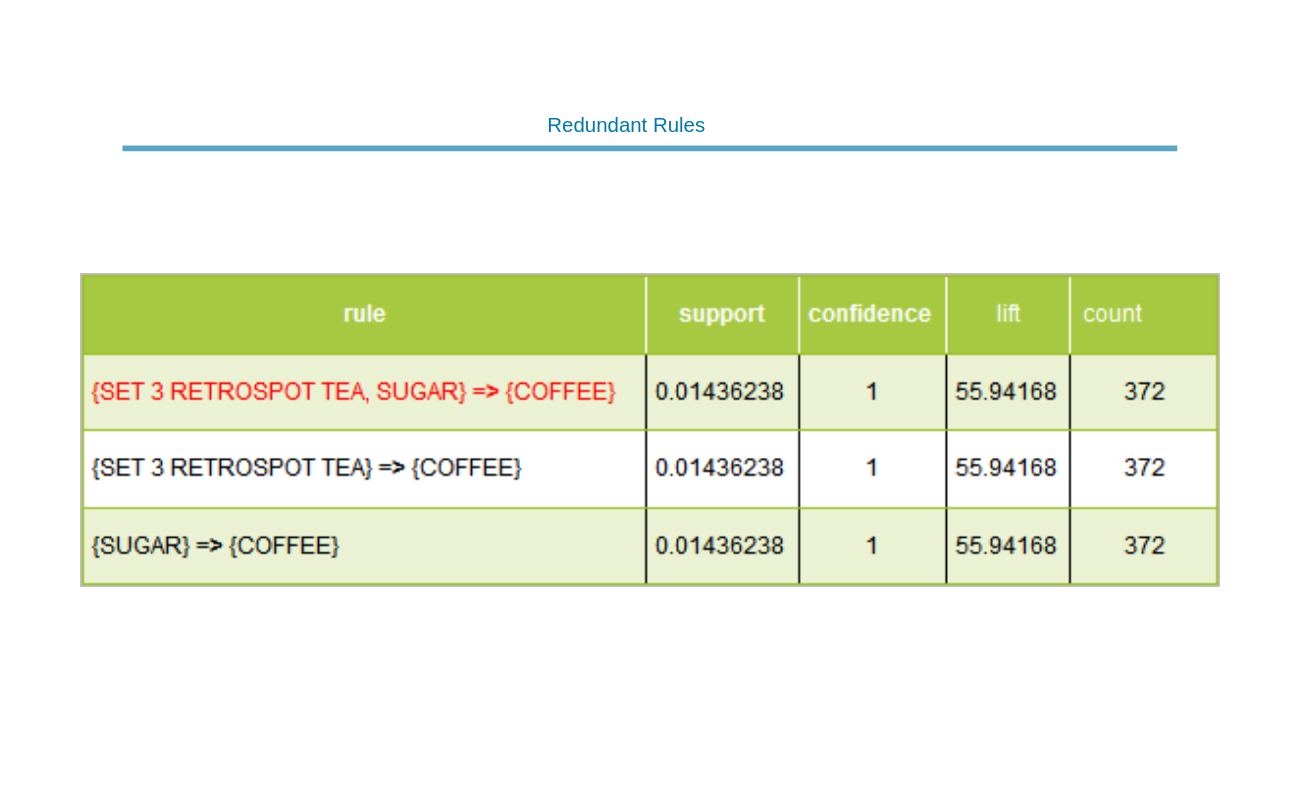 Redundant Rules
rule support confidence lift count
{SET 3 RETROSPOT TEA, SUGAR} => {COFFEE} 0.01436238 1 55.94168 372
{SET 3 RETROSPOT TEA} => {COFFEE} 0.01436238 1 55.94168 372
{SUGAR} => {COFFEE} 0.01436238 1 55.94168 372